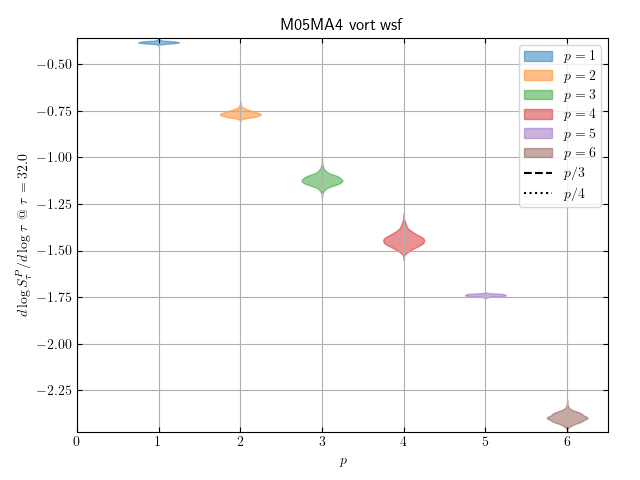 M05MA4 vort wsf
d log S_τ^P / d log τ @ τ = 32.0
−0.50
−0.75
−1.00
−1.25
−1.50
−1.75
−2.00
−2.25
0 1 2 3 4 5 6
p
p = 1
p = 2
p = 3
p = 4
p = 5
p = 6
p/3
p/4